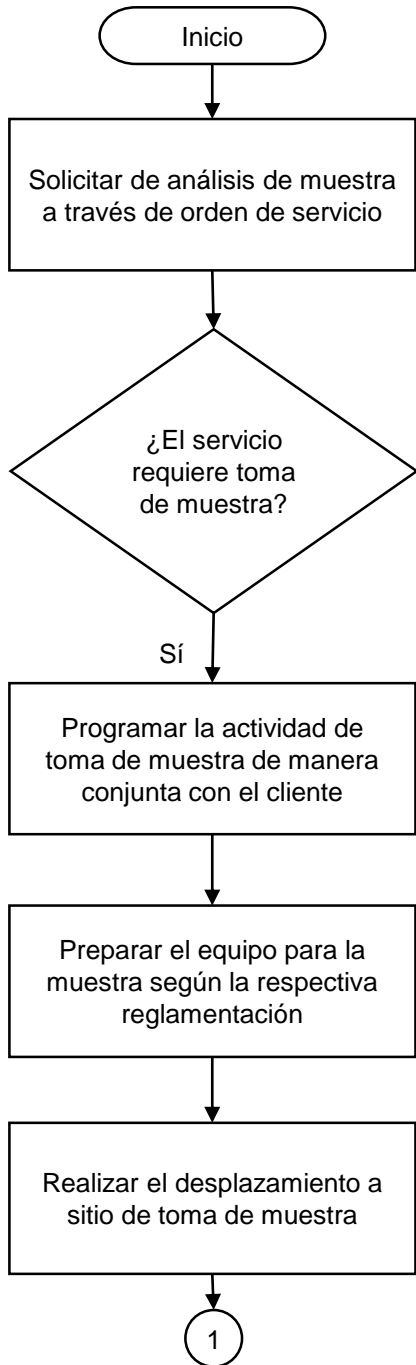 Inicio
Solicitar de análisis de muestra
a través de orden de servicio
¿El servicio
requiere toma
de muestra?
Sí
Programar la actividad de
toma de muestra de manera
conjunta con el cliente
Preparar el equipo para la
muestra según la respectiva
reglamentación
Realizar el desplazamiento a
sitio de toma de muestra
1